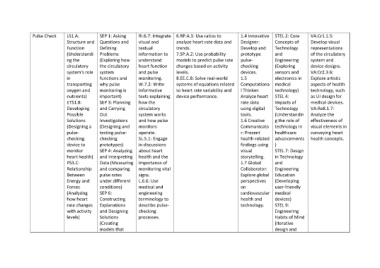 Pulse Check
LS1.A:
Structure and
Function
(Understandi
ng the
circulatory
system's role
in
transporting
oxygen and
nutrients)
ETS1.B:
Developing
Possible
Solutions
(Designing a
pulse-
checking
device to
monitor
heart health)
PS3.C:
Relationship
Between
Energy and
Forces
(Analyzing
how heart
rate changes
with activity
levels)
SEP 1: Asking
Questions and
Defining
Problems
(Exploring how
the circulatory
system
functions and
why pulse
monitoring is
important)
SEP 3: Planning
and Carrying
Out
Investigations
(Designing and
testing pulse-
checking
prototypes)
SEP 4: Analyzing
and Interpreting
Data (Measuring
and comparing
pulse rates
under different
conditions)
SEP 6:
Constructing
Explanations
and Designing
Solutions
(Creating
models that
RI.6.7: Integrate
visual and
textual
information to
understand
heart function
and pulse
monitoring.
W.7.2: Write
informative
texts explaining
how the
circulatory
system works
and how pulse
monitors
operate.
SL.5.1: Engage
in discussions
about heart
health and the
importance of
monitoring vital
signs.
L.6.6: Use
medical and
engineering
terminology to
describe pulse-
checking
processes.
6.RP.A.3: Use ratios to
analyze heart rate data and
trends.
7.SP.A.2: Use probability
models to predict pulse rate
changes based on activity
levels.
8.EE.C.8: Solve real-world
systems of equations related
to heart rate variability and
device performance.
1.4 Innovative
Designer:
Develop and
prototype
pulse-
checking
devices.
1.5
Computationa
l Thinker:
Analyze heart
rate data
using digital
tools.
1.6 Creative
Communicato
r: Present
health-related
findings using
visual
storytelling.
1.7 Global
Collaborator:
Explore global
perspectives
on
cardiovascular
health and
technology.
STEL 2: Core
Concepts of
Technology
and
Engineering
(Exploring
sensors and
electronics in
medical
technology)
STEL 4:
Impacts of
Technology
(Understandin
g the role of
technology in
healthcare
advancements
)
STEL 7: Design
in Technology
and
Engineering
Education
(Developing
user-friendly
medical
devices)
STEL 9:
Engineering
Habits of Mind
(Iterative
design and
VA:Cr1.1.5:
Develop visual
representations of the
circulatory system and
device designs.
VA:Cr2.3.6:
Explore artistic
aspects of health
technology, such
as UI design for
medical devices.
VA:Re8.1.7:
Analyze the
effectiveness of
visual elements in
conveying heart
health concepts.